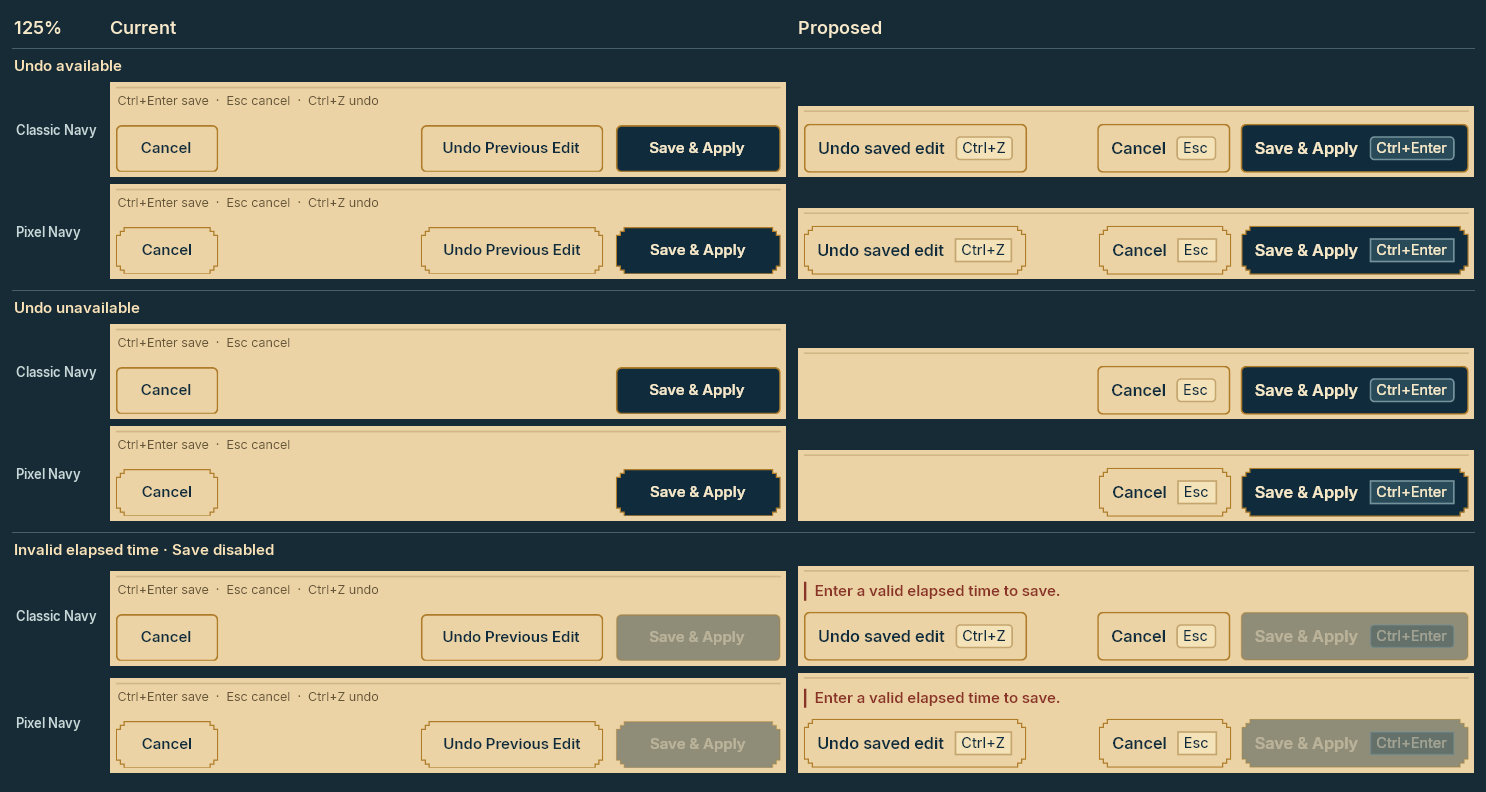 125% Current Proposed
Undo available
Ctrl+Enter save · Esc cancel · Ctrl+Z undo
Classic Navy Cancel Undo Previous Edit Save & Apply Undo saved edit Ctrl+Z Cancel Esc Save & Apply Ctrl+Enter
Ctrl+Enter save · Esc cancel · Ctrl+Z undo
Pixel Navy Cancel Undo Previous Edit Save & Apply Undo saved edit Ctrl+Z Cancel Esc Save & Apply Ctrl+Enter
Undo unavailable
Ctrl+Enter save · Esc cancel
Classic Navy Cancel Save & Apply Cancel Esc Save & Apply Ctrl+Enter
Ctrl+Enter save · Esc cancel
Pixel Navy Cancel Save & Apply Cancel Esc Save & Apply Ctrl+Enter
Invalid elapsed time · Save disabled
Ctrl+Enter save · Esc cancel · Ctrl+Z undo Enter a valid elapsed time to save.
Classic Navy Cancel Undo Previous Edit Save & Apply Undo saved edit Ctrl+Z Cancel Esc Save & Apply Ctrl+Enter
Ctrl+Enter save · Esc cancel · Ctrl+Z undo Enter a valid elapsed time to save.
Pixel Navy Cancel Undo Previous Edit Save & Apply Undo saved edit Ctrl+Z Cancel Esc Save & Apply Ctrl+Enter